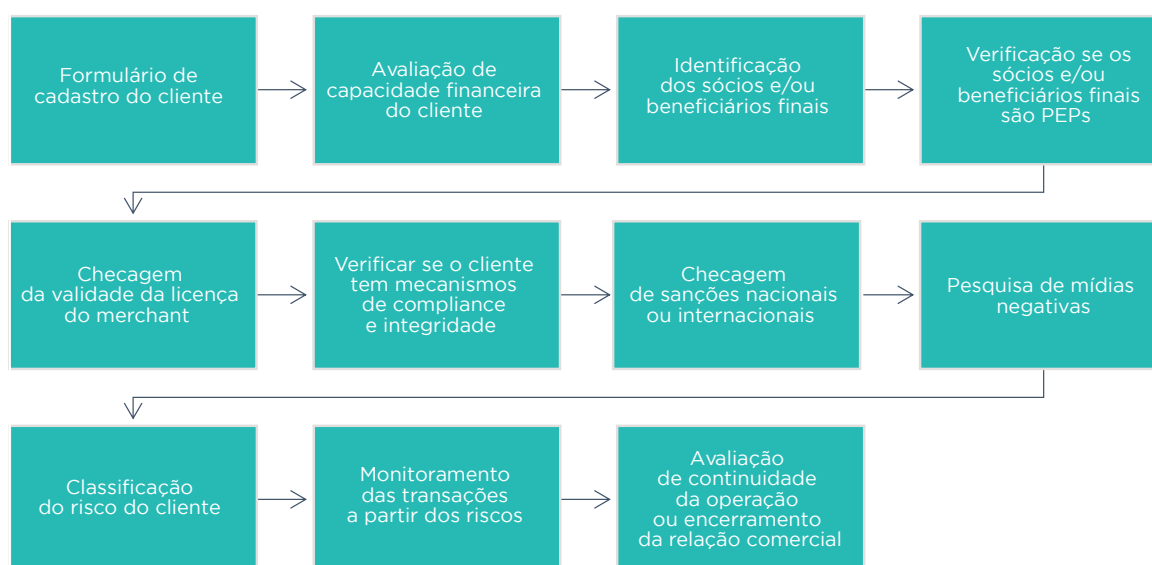 Formulário de
cadastro do cliente
Avaliação de
capacidade financeira
do cliente
Identificação
dos sócios e/ou
beneficiários finais
Verificação se os
sócios e/ou
beneficiários finais
são PEPs
Checagem
da validade da licença
do merchant
Verificar se o cliente
tem mecanismos
de compliance
e integridade
Checagem
de sanções nacionais
ou internacionais
Pesquisa de mídias
negativas
Classificação
do risco do cliente
Monitoramento
das transações
a partir dos riscos
Avaliação
de continuidade
da operação
ou encerramento
da relação comercial